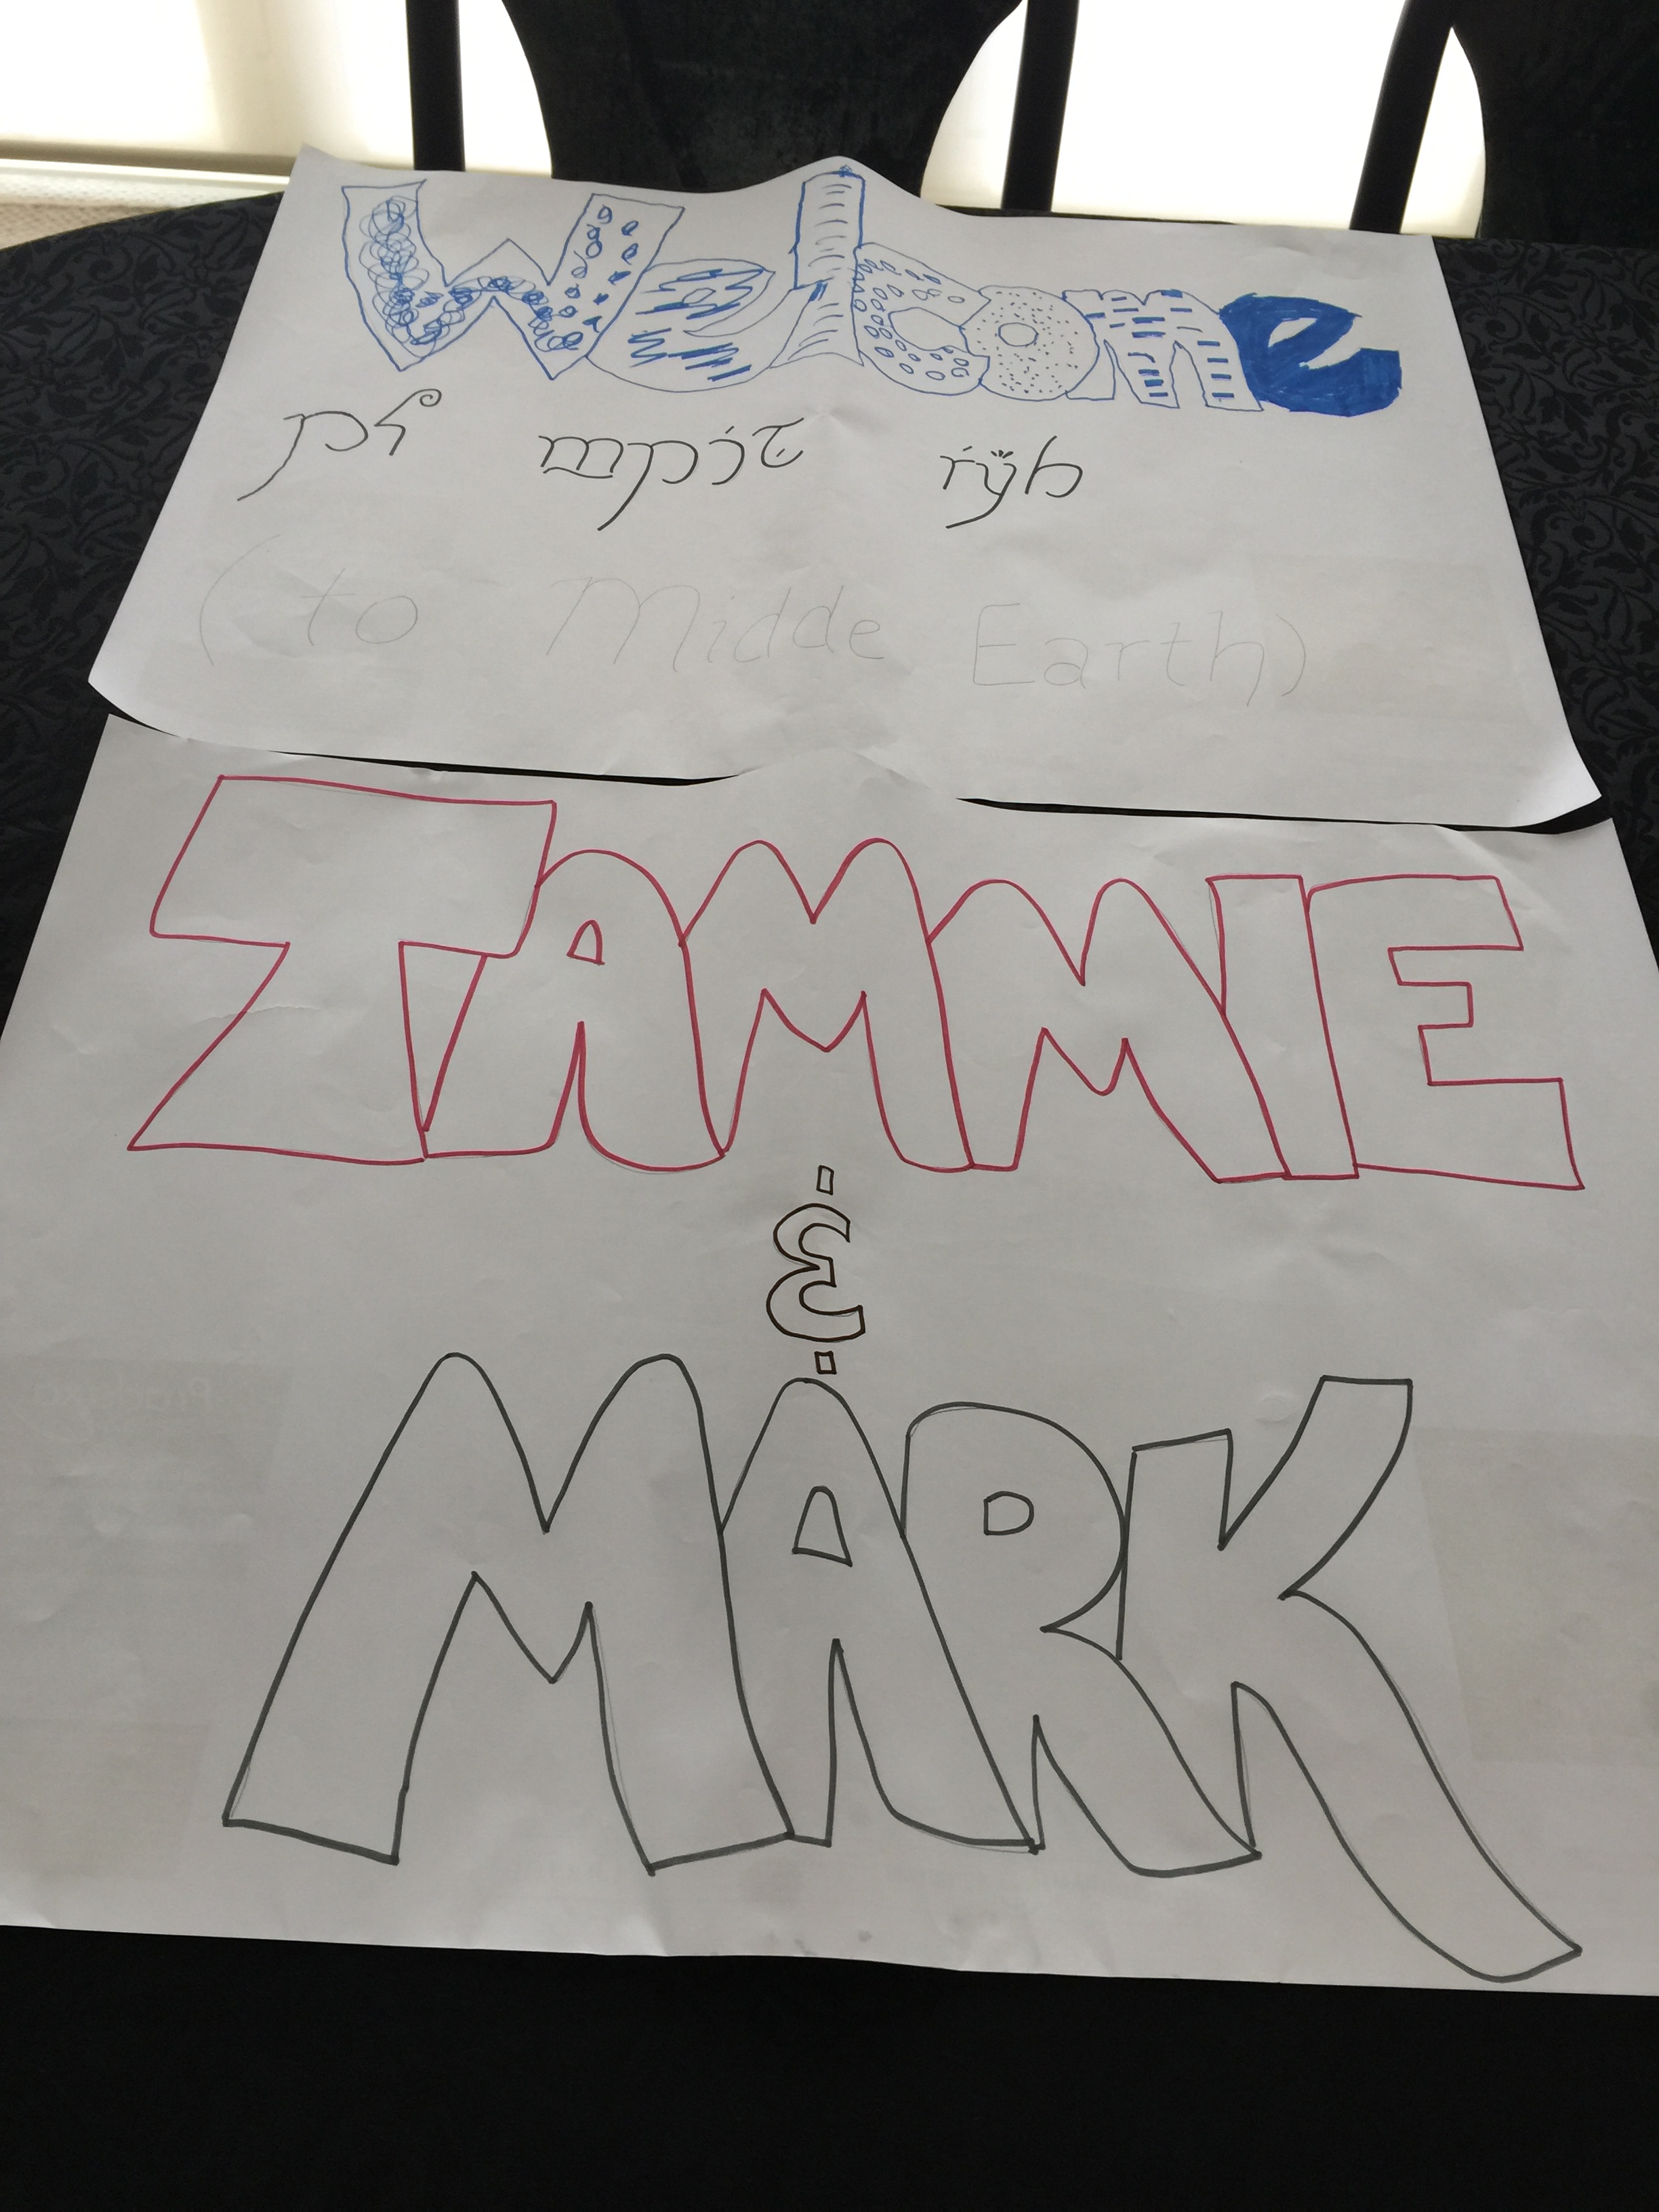 Welcome
(to Midde Earth)
TAMMIE
&
MARK